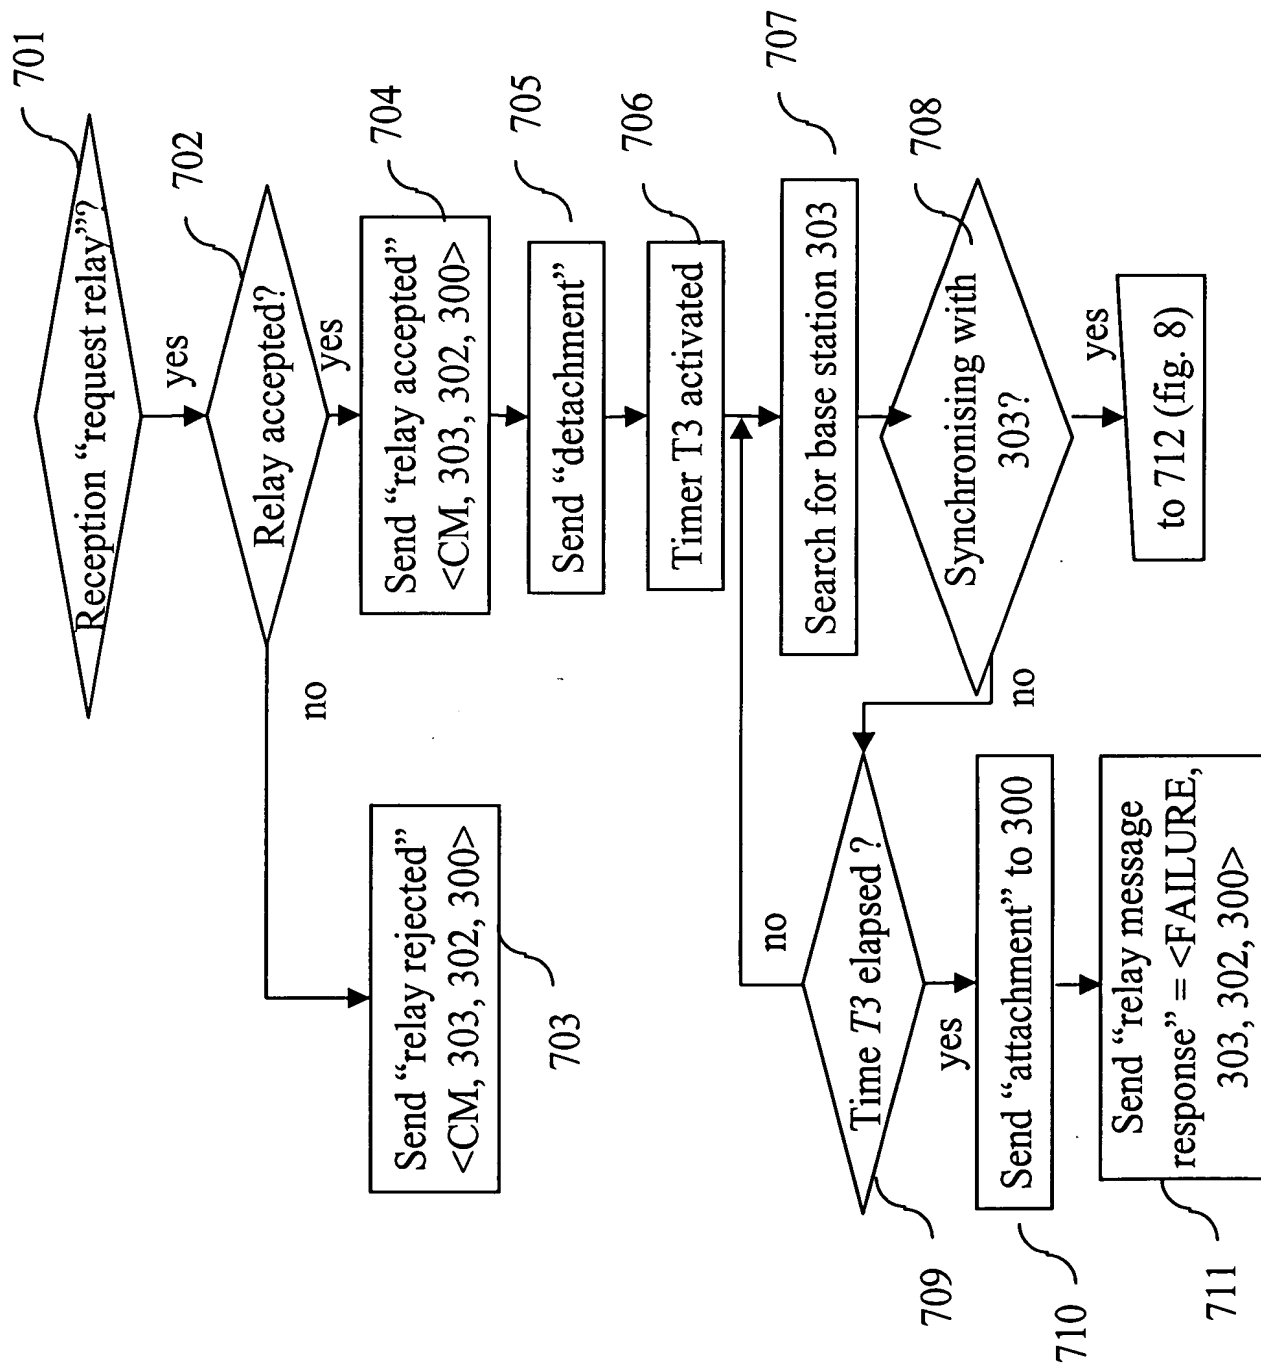 701
Reception “request relay”?
yes
702
Relay accepted?
yes
no
704
Send “relay accepted”
<CM, 303, 302, 300>
Send “relay rejected”
<CM, 303, 302, 300>
703
705
Send “detachment”
706
Timer T3 activated
707
Search for base station 303
708
Synchronising with
303?
yes
no
to 712 (fig. 8)
Time T3 elapsed ?
no
yes
709
Send “attachment” to 300
710
Send “relay message
response” = <FAILURE,
303, 302, 300>
711